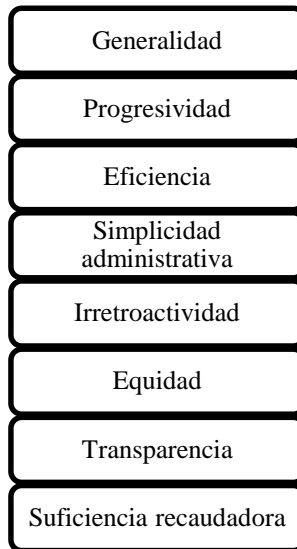 Generalidad
Progresividad
Eficiencia
Simplicidad
administrativa
Irretroactividad
Equidad
Transparencia
Suficiencia recaudadora